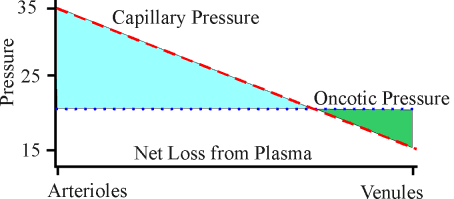 35
Capillary Pressure
25
Pressure
Oncotic Pressure
15
Net Loss from Plasma
Arterioles
Venules